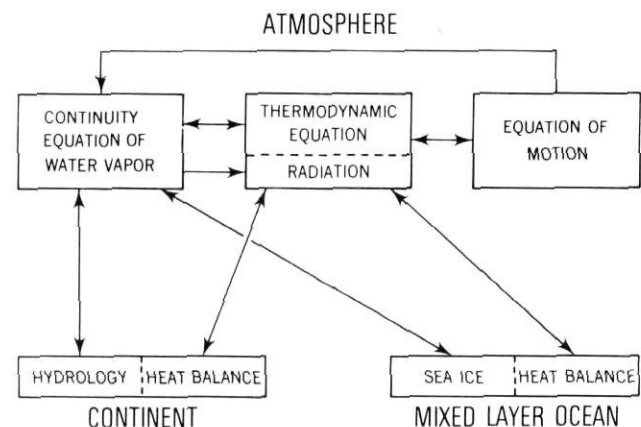 ATMOSPHERE
CONTINUITY
EQUATION OF
WATER VAPOR
THERMODYNAMIC
EQUATION
RADIATION
EQUATION OF
MOTION
HYDROLOGY
HEAT BALANCE
CONTINENT
SEA ICE
HEAT BALANCE
MIXED LAYER OCEAN